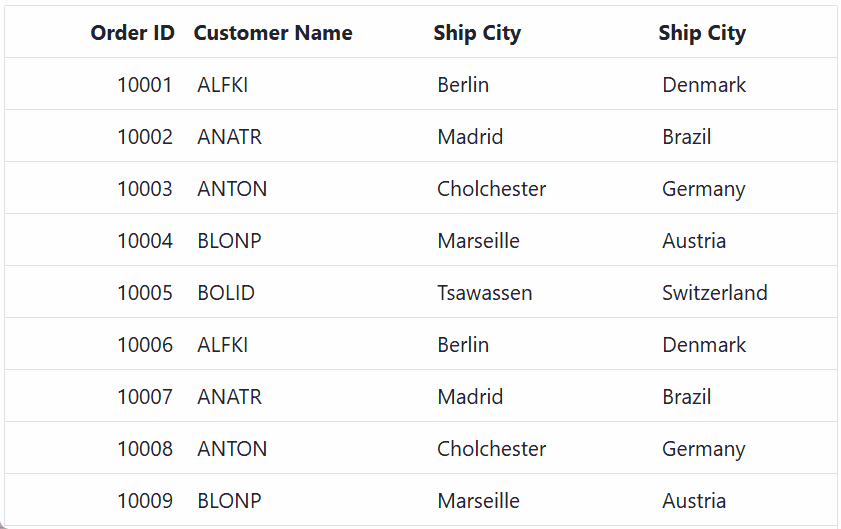 Order ID Customer Name Ship City Ship City
10001 ALFKI Berlin Denmark
10002 ANATR Madrid Brazil
10003 ANTON Cholchester Germany
10004 BLONP Marseille Austria
10005 BOLID Tsawassen Switzerland
10006 ALFKI Berlin Denmark
10007 ANATR Madrid Brazil
10008 ANTON Cholchester Germany
10009 BLONP Marseille Austria